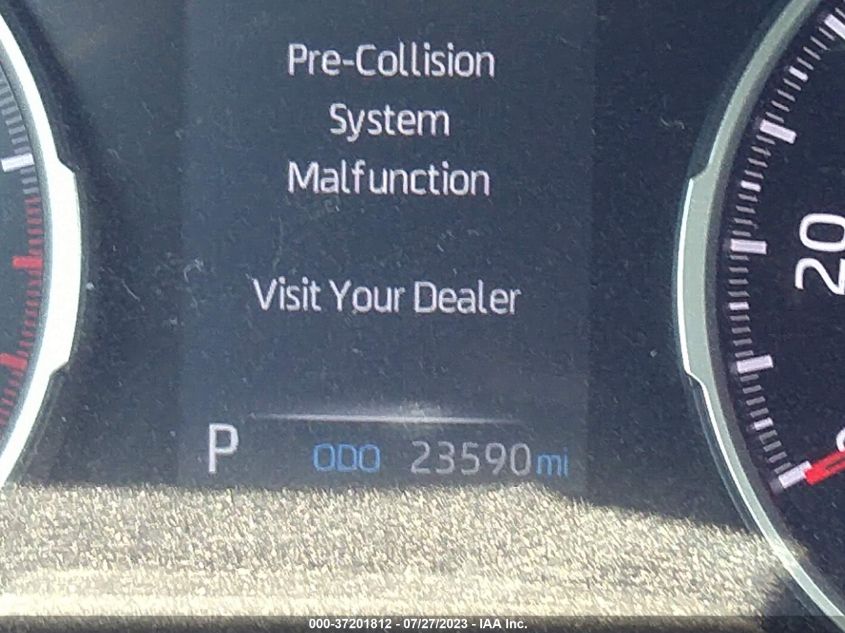 Pre-Collision
System
Malfunction
Visit Your Dealer
P ODO 23590 mi
20
000-37201812 - 07/27/2023 - IAA Inc.